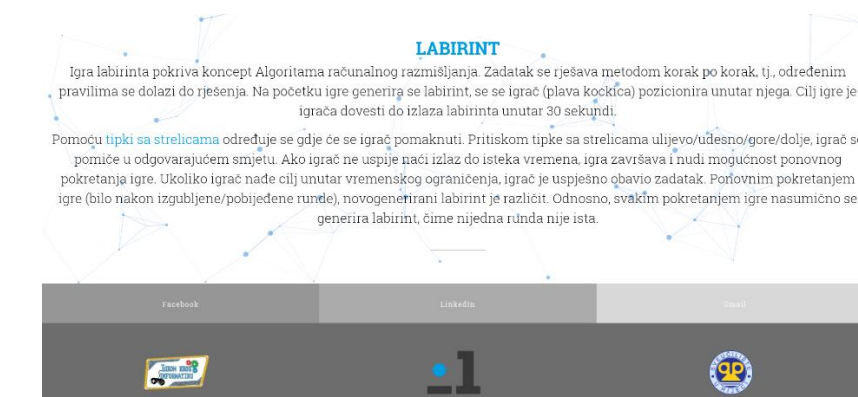 LABIRINT
Igra labirinta pokriva koncept Algoritama računalnog razmišljanja. Zadatak se rješava metodom korak po korak, tj., određenim
pravilima se dolazi do rješenja. Na početku igre generira se labirint, se se igrač (plava kockica) pozicionira unutar njega. Cilj igre je
igrača dovesti do izlaza labirinta unutar 30 sekundi.
Pomoću tipki sa strelicama određuje se gdje će se igrač pomaknuti. Pritiskom tipke sa strelicama ulijevo/udesno/gore/dolje, igrač se
pomiče u odgovarajućem smjetu. Ako igrač ne uspije naći izlaz do isteka vremena, igra završava i nudi mogućnost ponovnog
pokretanja igre. Ukoliko igrač nađe cilj unutar vremenskog ograničenja, igrač je uspješno obavio zadatak. Ponovnim pokretanjem
igre (bilo nakon izgubljene/pobijeđene runde), novogenerirani labirint je različit. Odnosno, svakim pokretanjem igre nasumično se
generira labirint, čime nijedna runda nije ista.
Facebook
Linkedin
Gmail